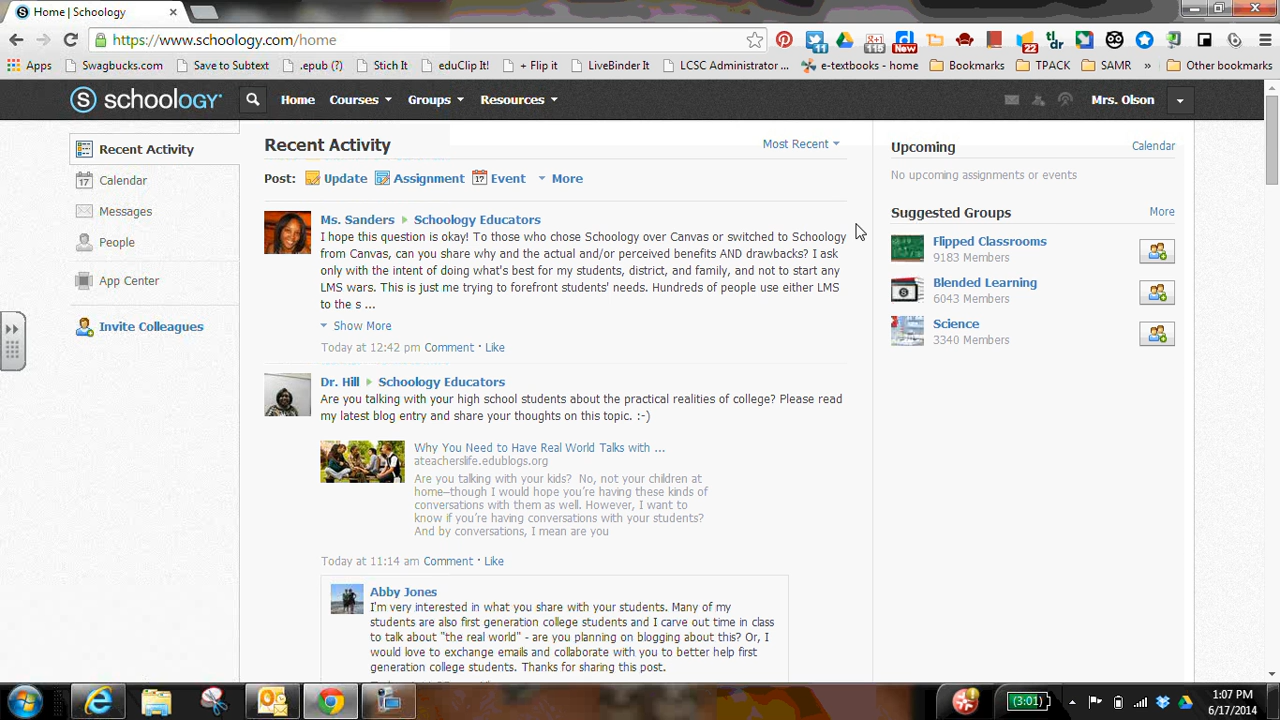 Home | Schoology
https://www.schoology.com/home
11
115
New
22
tl;dr
Apps
Swagbucks.com
Save to Subtext
.epub (?)
Stich It
eduClip It!
+ Flip it
LiveBinder It
LCSC Administrator ...
e-textbooks - home
Bookmarks
TPACK
SAMR
»
Other bookmarks
S schoology
Home
Courses
Groups
Resources
Mrs. Olson
Recent Activity
Calendar
Messages
People
App Center
Invite Colleagues
Recent Activity
Most Recent
Post: Update Assignment Event More
Ms. Sanders Schoology Educators
I hope this question is okay! To those who chose Schoology over Canvas or switched to Schoology
from Canvas, can you share why and the actual and/or perceived benefits AND drawbacks? I ask
only with the intent of doing what's best for my students, district, and family, and not to start any
LMS wars. This is just me trying to forefront students' needs. Hundreds of people use either LMS
to the s ...
Show More
Today at 12:42 pm Comment · Like
Dr. Hill Schoology Educators
Are you talking with your high school students about the practical realities of college? Please read
my latest blog entry and share your thoughts on this topic. :-)
Why You Need to Have Real World Talks with ...
ateacherslife.edublogs.org
Are you talking with your kids? No, not your children at
home–though I would hope you're having these kinds of
conversations with them as well. However, I want to
know if you're having conversations with your students?
And by conversations, I mean are you
Today at 11:14 am Comment · Like
Abby Jones
I'm very interested in what you share with your students. Many of my
students are also first generation college students and I carve out time in class
to talk about "the real world" - are you planning on blogging about this? Or, I
would love to exchange emails and collaborate with you to better help first
generation college students. Thanks for sharing this post.
Upcoming
Calendar
No upcoming assignments or events
Suggested Groups
More
Flipped Classrooms
9183 Members
Blended Learning
6043 Members
Science
3340 Members
(3:01)
1:07 PM
6/17/2014